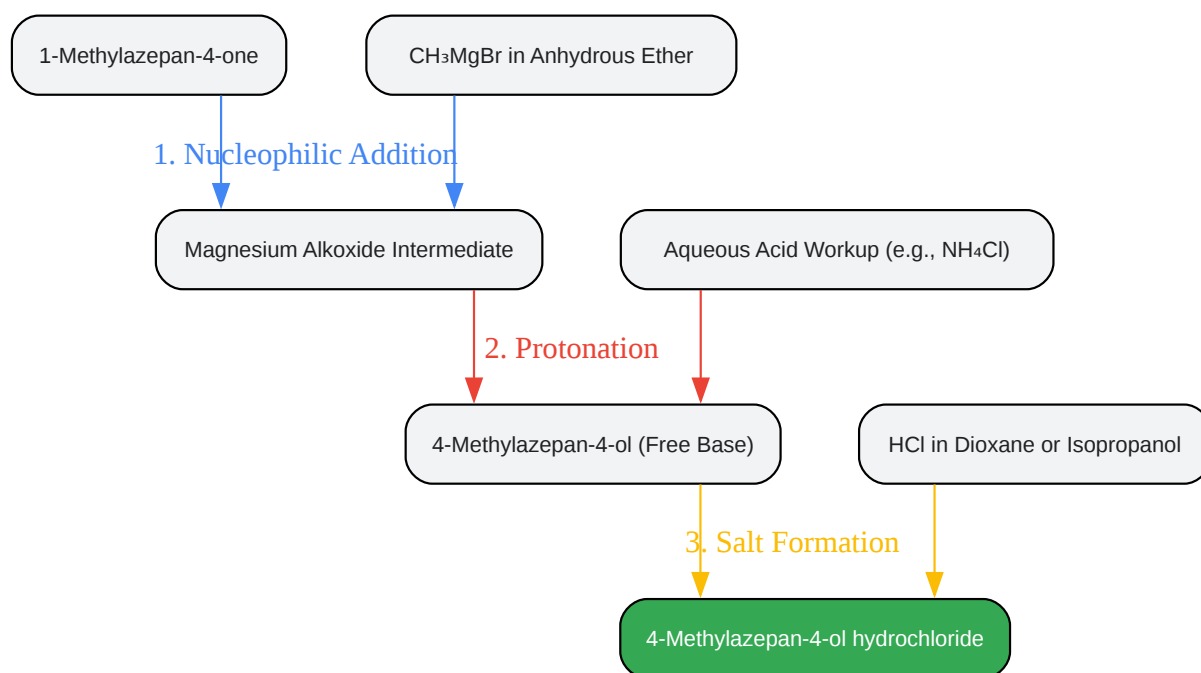 1-Methylazepan-4-one
CH₃MgBr in Anhydrous Ether
1. Nucleophilic Addition
Magnesium Alkoxide Intermediate
Aqueous Acid Workup (e.g., NH₄Cl)
2. Protonation
4-Methylazepan-4-ol (Free Base)
HCl in Dioxane or Isopropanol
3. Salt Formation
4-Methylazepan-4-ol hydrochloride